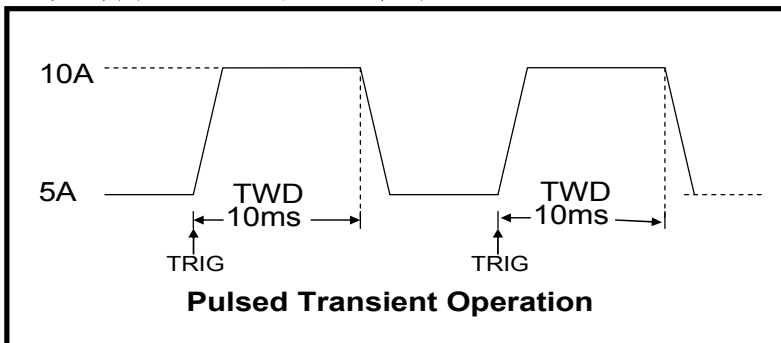 10A
5A
TWD
10ms
TWD
10ms
TRIG
TRIG
Pulsed Transient Operation